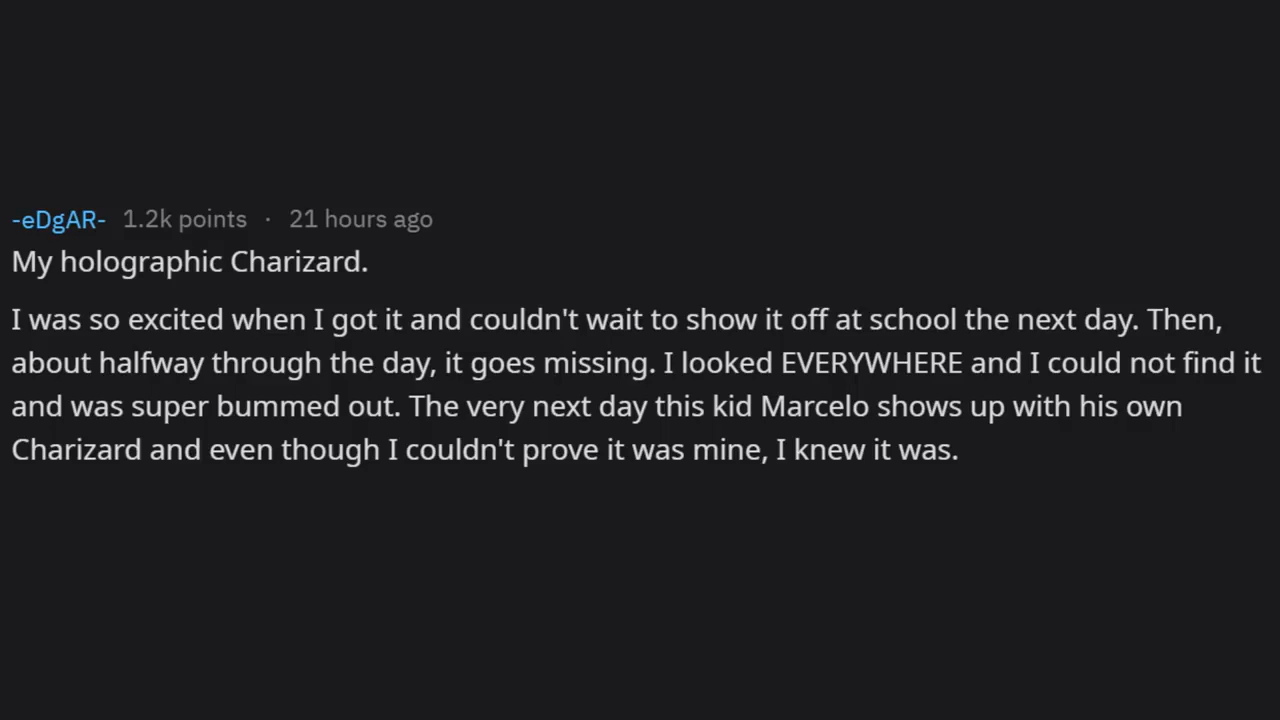 -eDgAR- 1.2k points · 21 hours ago
My holographic Charizard.
I was so excited when I got it and couldn't wait to show it off at school the next day. Then,
about halfway through the day, it goes missing. I looked EVERYWHERE and I could not find it
and was super bummed out. The very next day this kid Marcelo shows up with his own
Charizard and even though I couldn't prove it was mine, I knew it was.